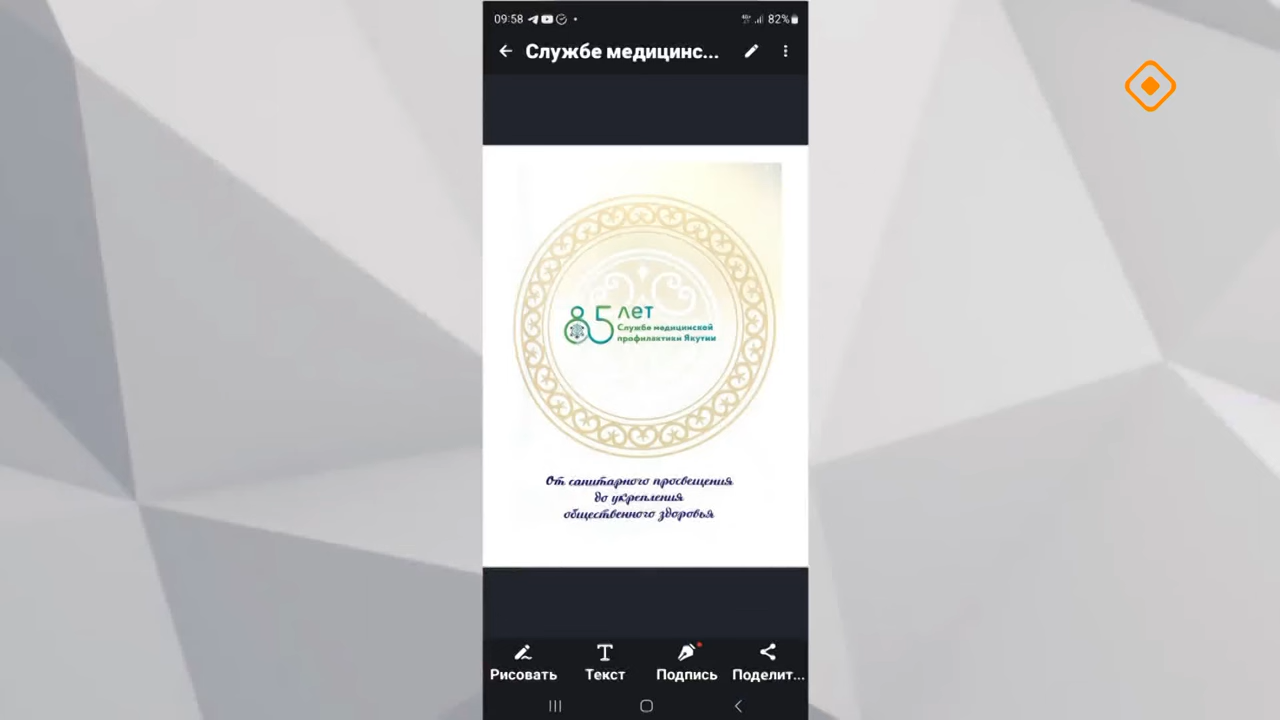 09:58
82%
Службе медицинс...
85 лет
Службе медицинской
профилактики Якутии
От санитарного просвещения
до укрепления
общественного здоровья
Рисовать
Текст
Подпись
Поделит...